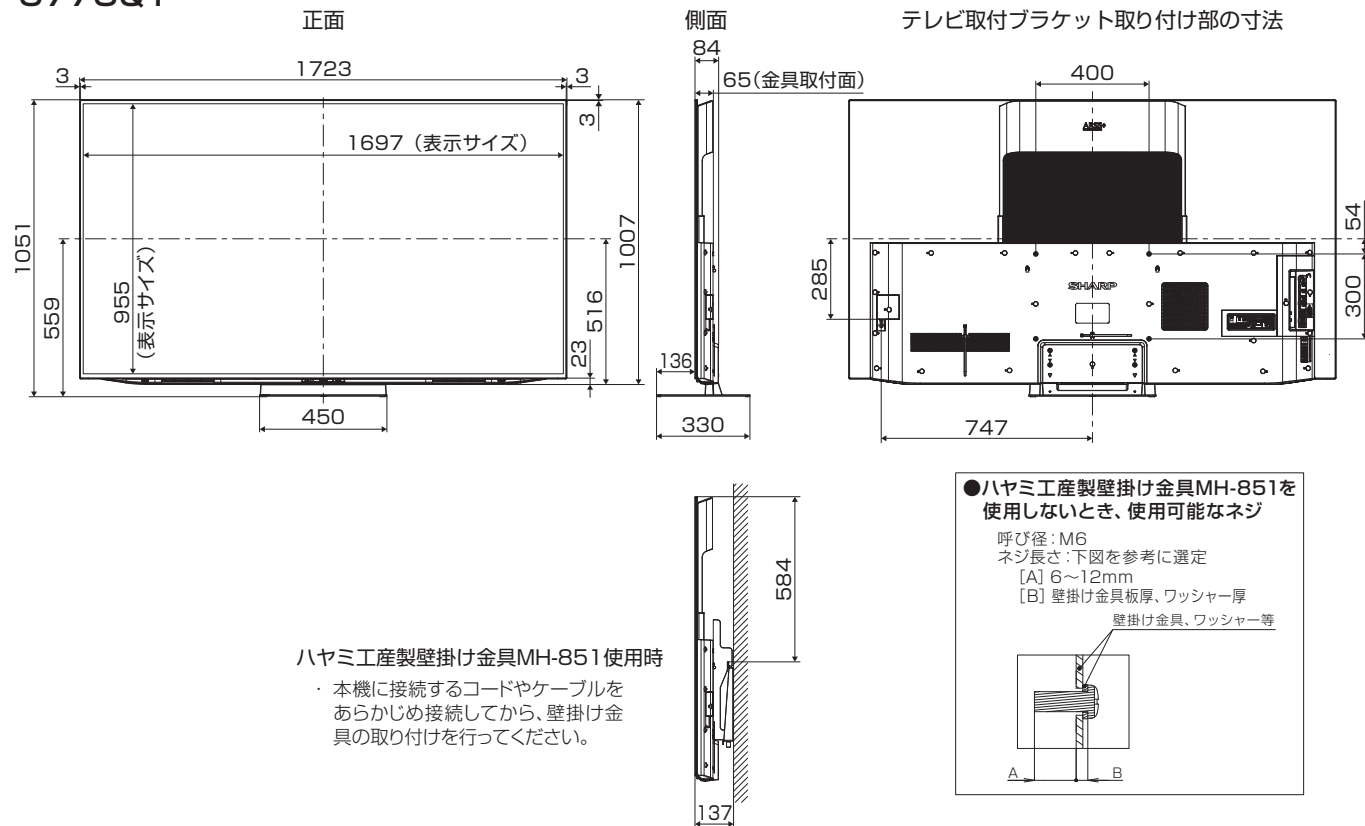 正面
側面
テレビ取付ブラケット取り付け部の寸法
3
1723
3
84
65(金具取付面)
400
3
1697（表示サイズ）
1051
559
955
（表示サイズ）
1007
516
23
450
136
330
285
SHARP
54
300
747
ハヤミ工産製壁掛け金具MH-851使用時
・ 本機に接続するコードやケーブルを
あらかじめ接続してから、壁掛け金
具の取り付けを行ってください。
584
137
●ハヤミ工産製壁掛け金具MH-851を
使用しないとき、使用可能なネジ
呼び径：M6
ネジ長さ：下図を参考に選定
[A] 6～12mm
[B] 壁掛け金具板厚、ワッシャー厚
壁掛け金具、ワッシャー等
A
B